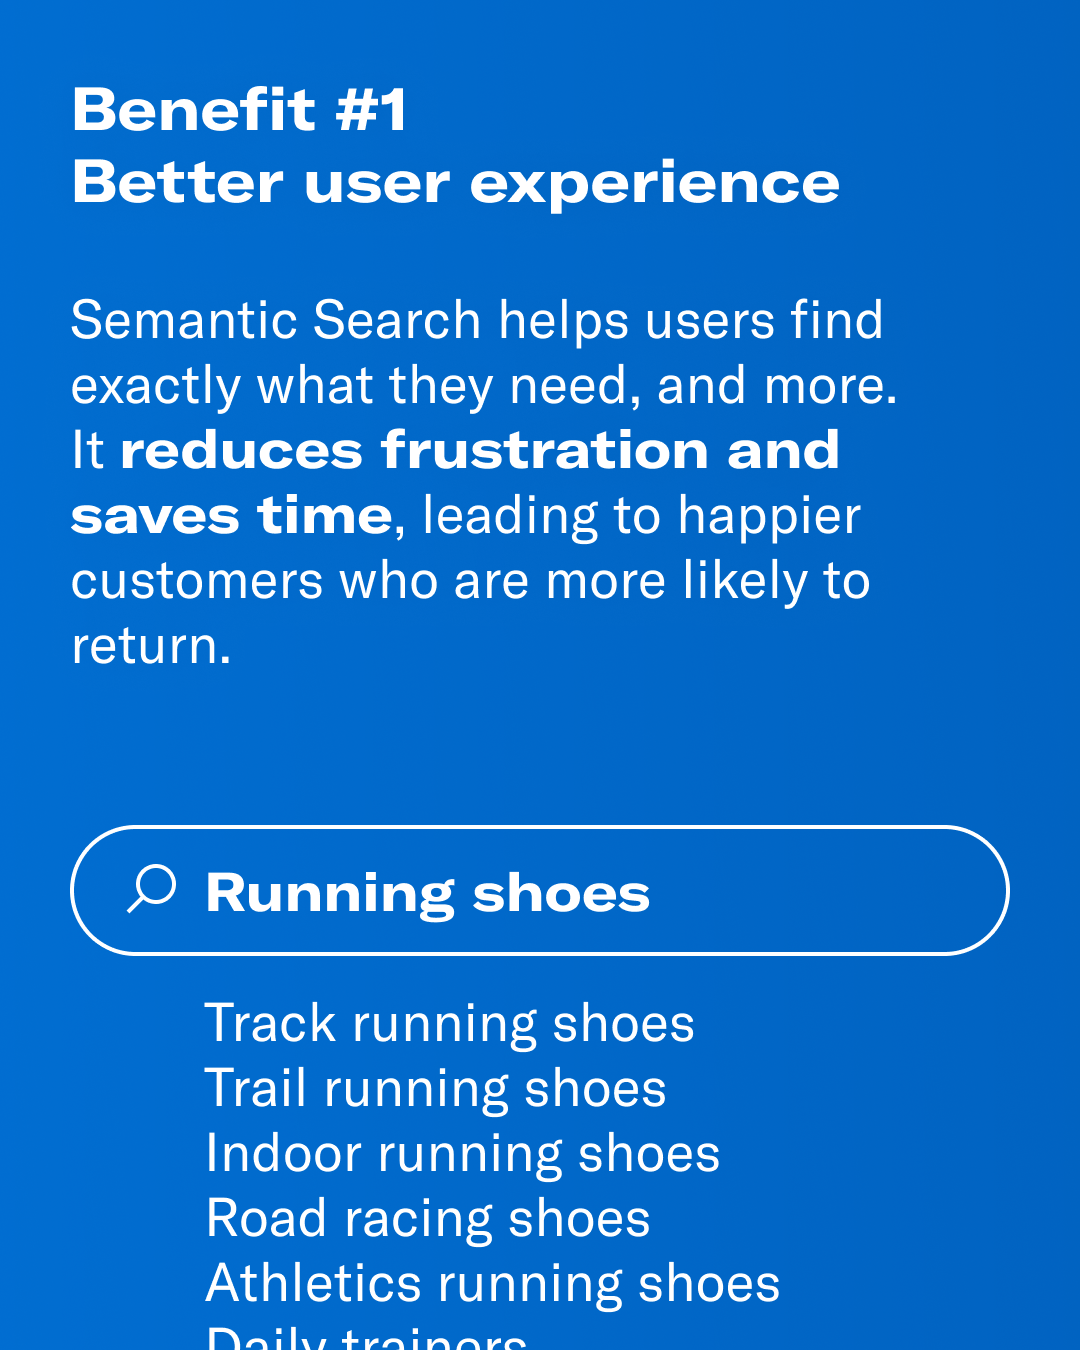 Benefit #1
Better user experience
Semantic Search helps users find
exactly what they need, and more.
It reduces frustration and
saves time, leading to happier
customers who are more likely to
return.
Running shoes
Track running shoes
Trail running shoes
Indoor running shoes
Road racing shoes
Athletics running shoes
Daily trainers